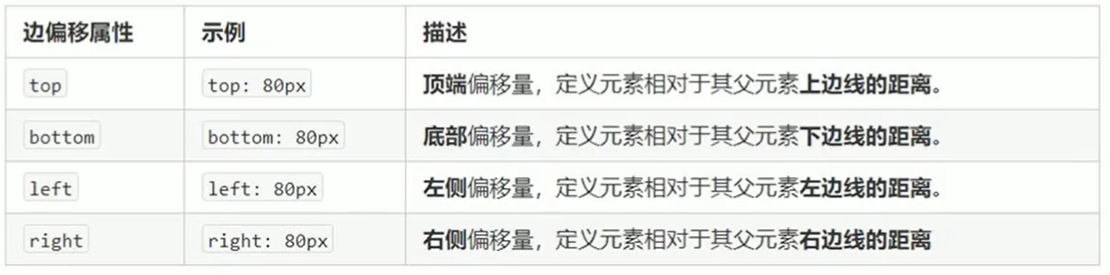 边偏移属性 示例 描述
top top: 80px 顶端偏移量，定义元素相对于其父元素上边线的距离。
bottom bottom: 80px 底部偏移量，定义元素相对于其父元素下边线的距离。
left left: 80px 左侧偏移量，定义元素相对于其父元素左边线的距离。
right right: 80px 右侧偏移量，定义元素相对于其父元素右边线的距离